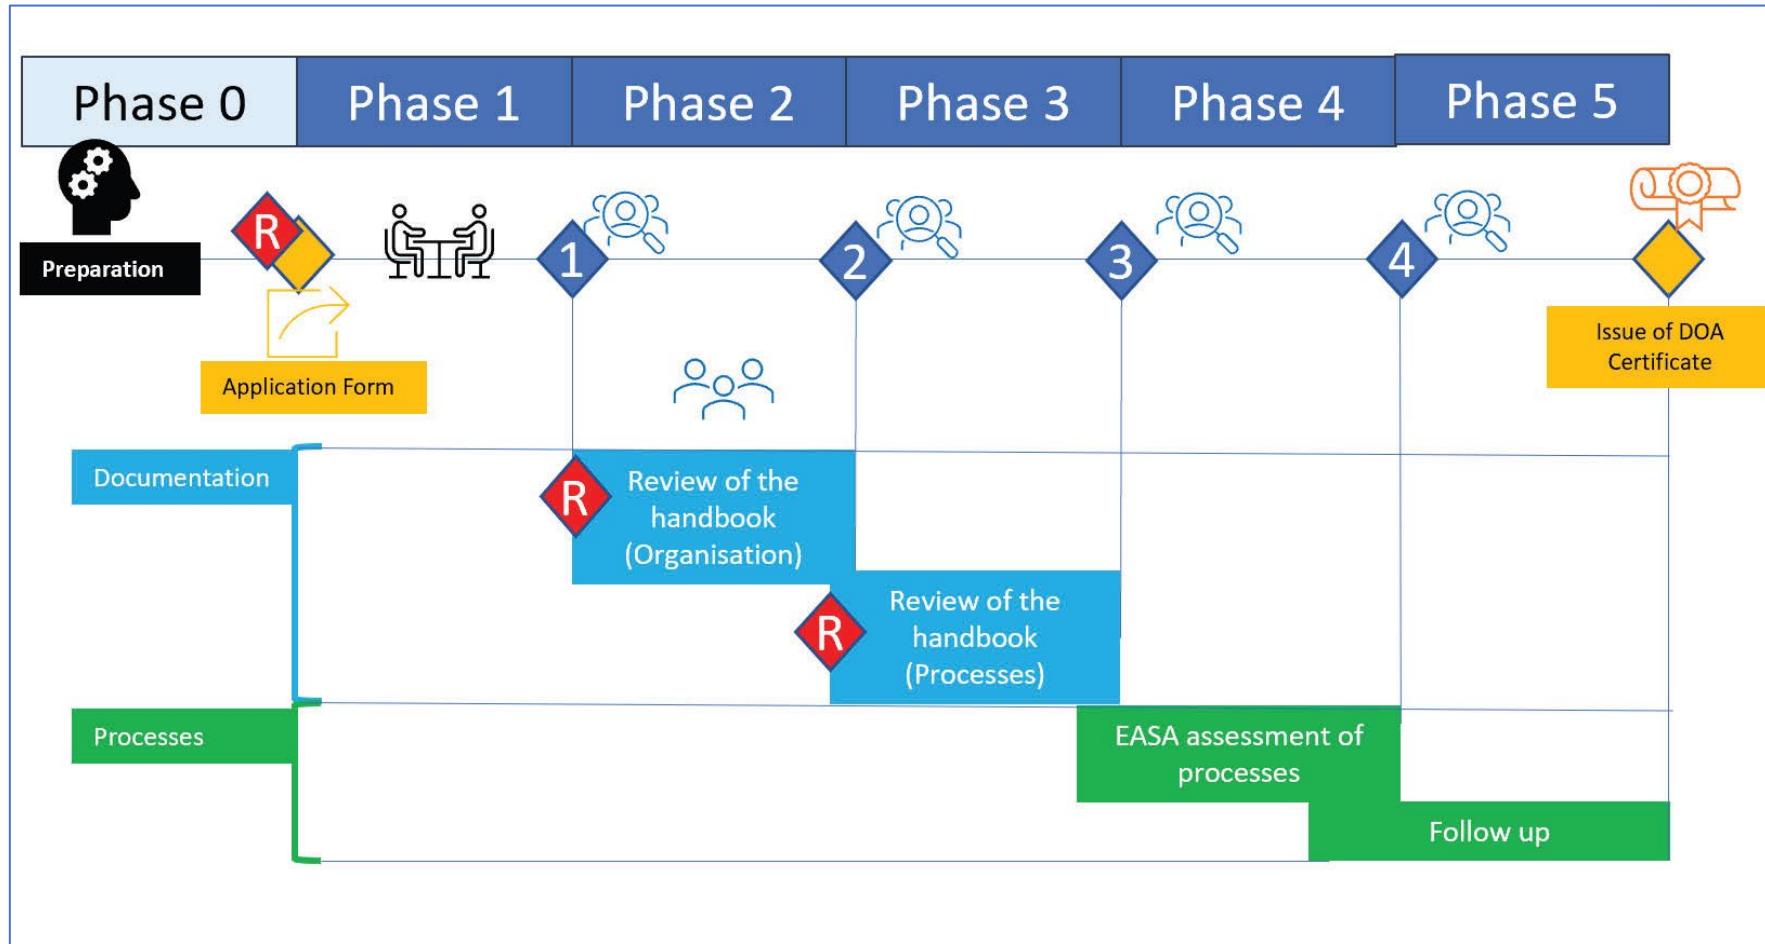 Phase 0
Phase 1
Phase 2
Phase 3
Phase 4
Phase 5
Preparation
R
1
2
3
4
Application Form
Issue of DOA
Certificate
Documentation
R
Review of the
handbook
(Organisation)
R
Review of the
handbook
(Processes)
Processes
EASA assessment of
processes
Follow up